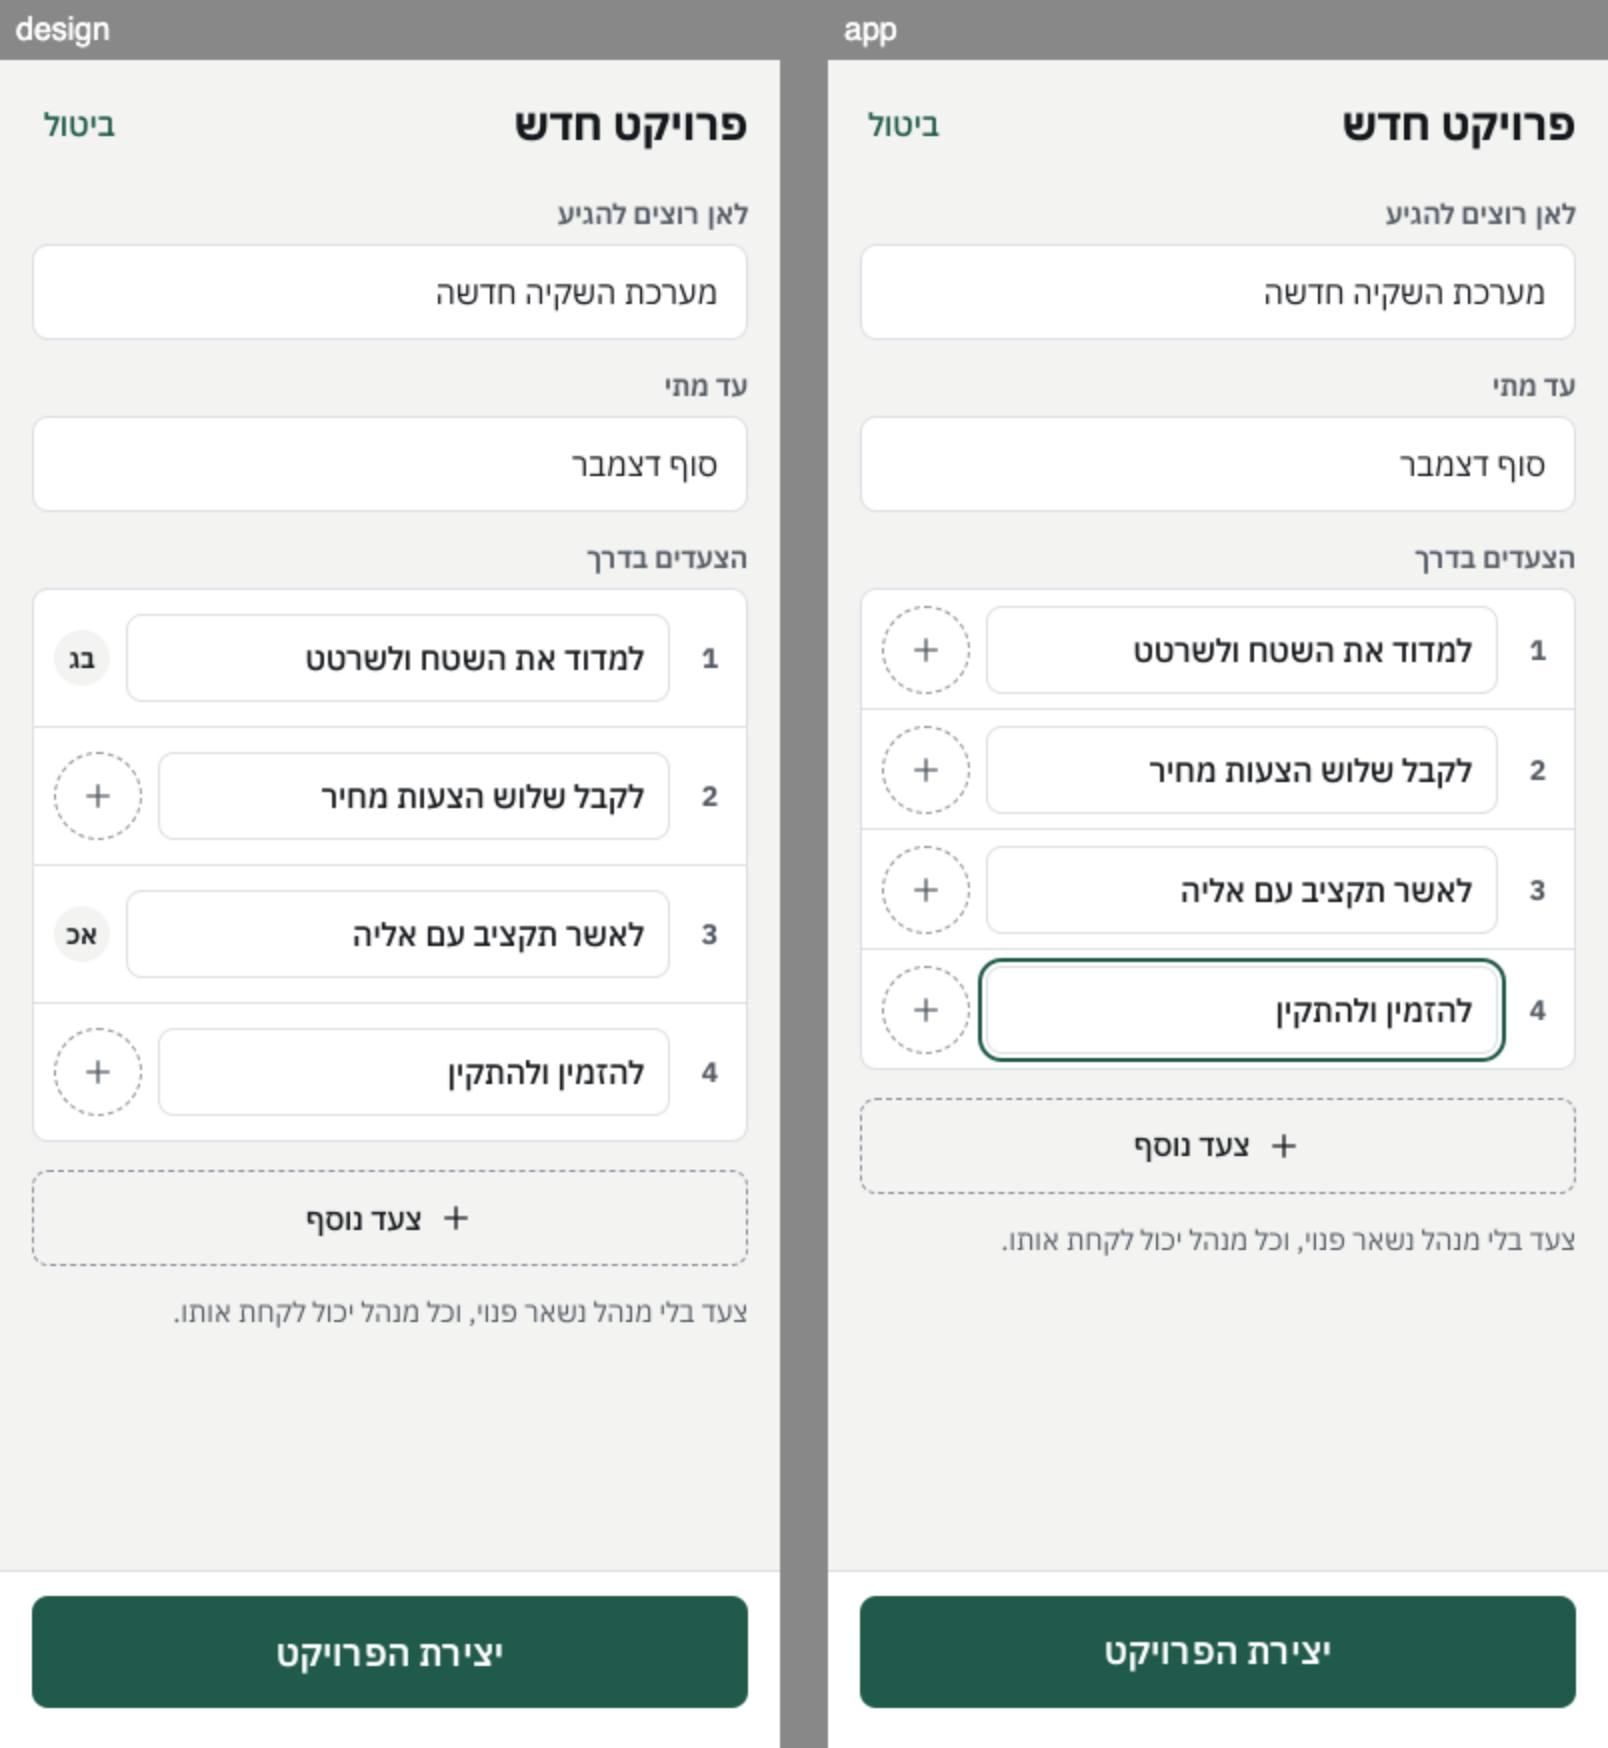 design
פרויקט חדש
ביטול
לאן רוצים להגיע
מערכת השקיה חדשה
עד מתי
סוף דצמבר
הצעדים בדרך
1 למדוד את השטח ולשרטט בג
2 לקבל שלוש הצעות מחיר +
3 לאשר תקציב עם אליה אכ
4 להזמין ולהתקין +
+ צעד נוסף
צעד בלי מנהל נשאר פנוי, וכל מנהל יכול לקחת אותו.
יצירת הפרויקט
app
פרויקט חדש
ביטול
לאן רוצים להגיע
מערכת השקיה חדשה
עד מתי
סוף דצמבר
הצעדים בדרך
1 למדוד את השטח ולשרטט +
2 לקבל שלוש הצעות מחיר +
3 לאשר תקציב עם אליה +
4 להזמין ולהתקין +
+ צעד נוסף
צעד בלי מנהל נשאר פנוי, וכל מנהל יכול לקחת אותו.
יצירת הפרויקט